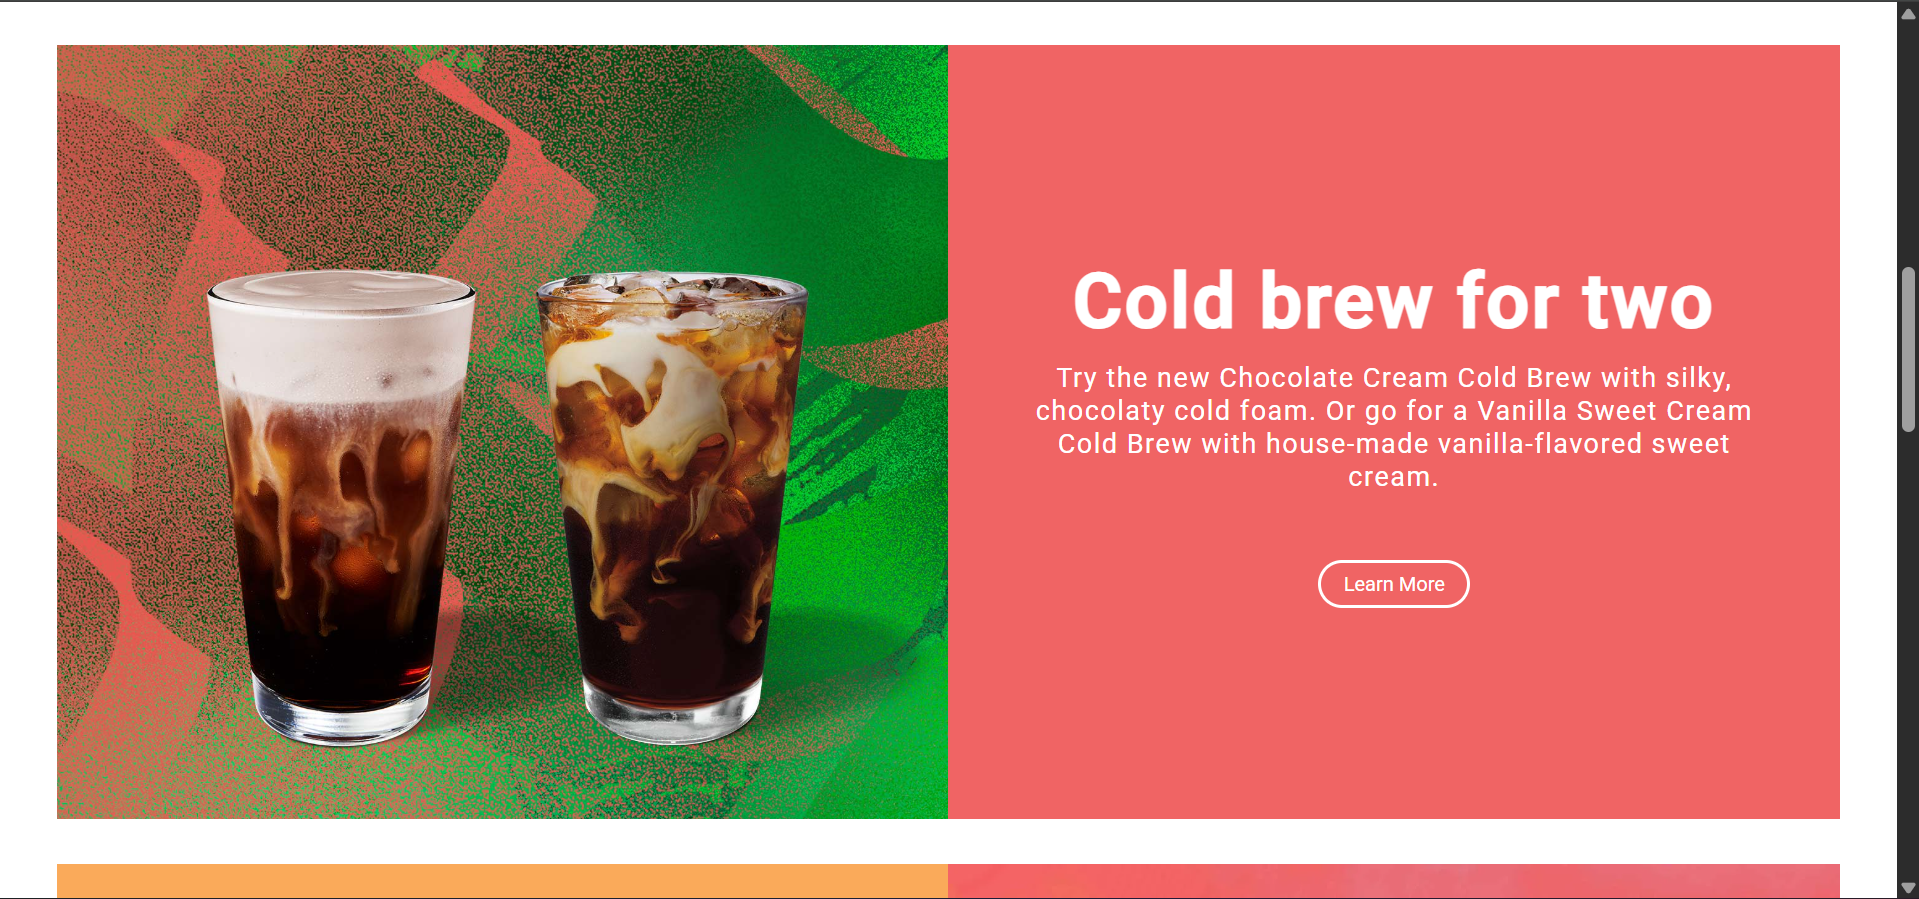 Cold brew for two
Try the new Chocolate Cream Cold Brew with silky,
chocolaty cold foam. Or go for a Vanilla Sweet Cream
Cold Brew with house-made vanilla-flavored sweet
cream.
Learn More